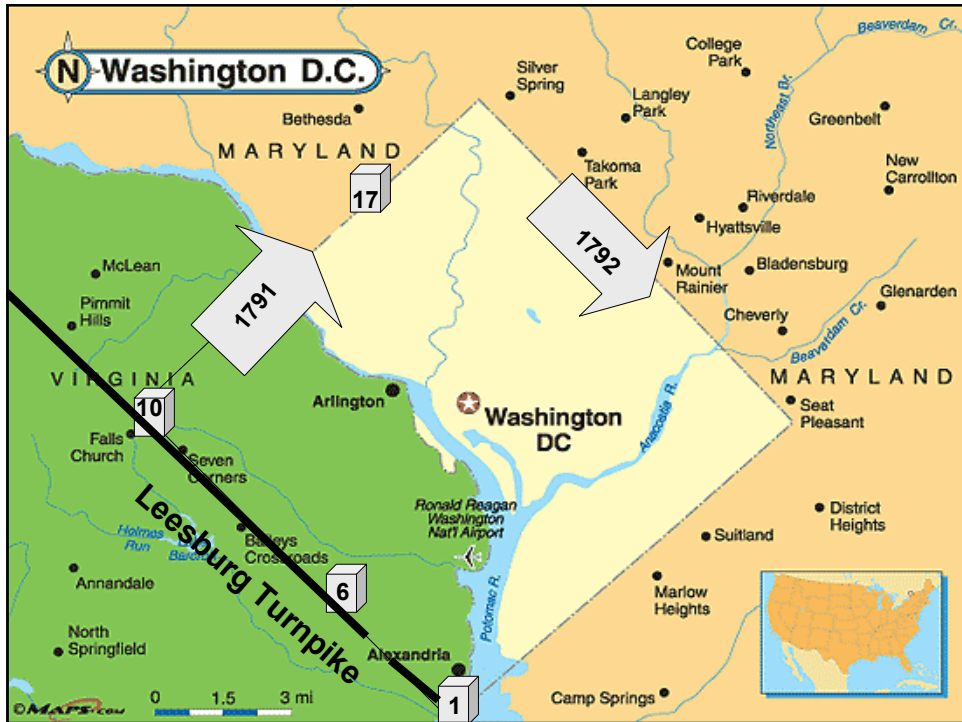 N
Washington D.C.
Beaverdam Cr.
College
Park
Silver
Spring
Langley
Park
Northeast Br.
Greenbelt
Bethesda
MARYLAND
Takoma
Park
New
Carrollton
17
Riverdale
Hyattsville
1792
McLean
Mount
Rainier
Bladensburg
Glenarden
1791
Pimmit
Hills
Cheverly
Beaverdam Cr.
VIRGINIA
MARYLAND
Arlington
10
Anacostia R.
Washington
DC
Seat
Pleasant
Falls
Church
Seven
Corners
Ronald Reagan
Washington
Nat'l Airport
District
Heights
Leesburg Turnpike
Holmes
Run
Baileys
Crossroads
Suitland
Annandale
6
Potomac R.
Marlow
Heights
North
Springfield
Alexandria
1
Camp Springs
0 1.5 3 mi
©MAPS.COM